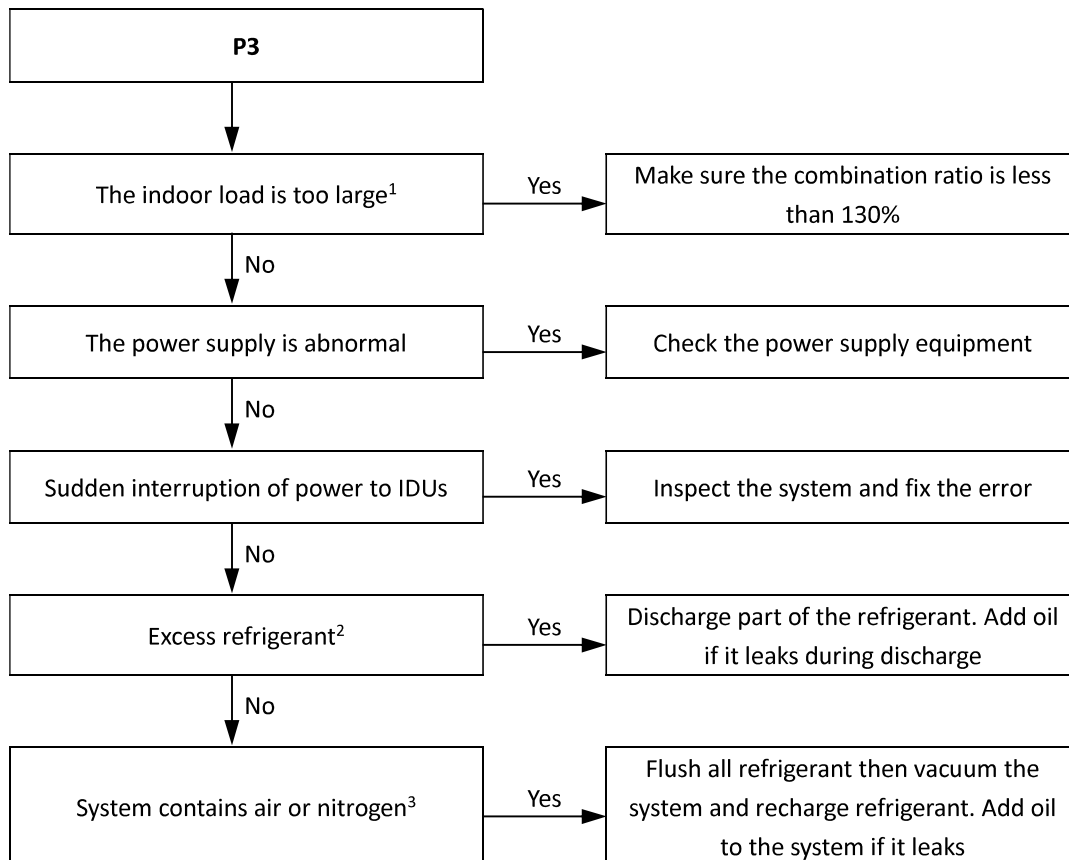 P3
The indoor load is too large¹
Yes
Make sure the combination ratio is less
than 130%
No
The power supply is abnormal
Yes
Check the power supply equipment
No
Sudden interruption of power to IDUs
Yes
Inspect the system and fix the error
No
Excess refrigerant²
Yes
Discharge part of the refrigerant. Add oil
if it leaks during discharge
No
System contains air or nitrogen³
Yes
Flush all refrigerant then vacuum the
system and recharge refrigerant. Add oil
to the system if it leaks